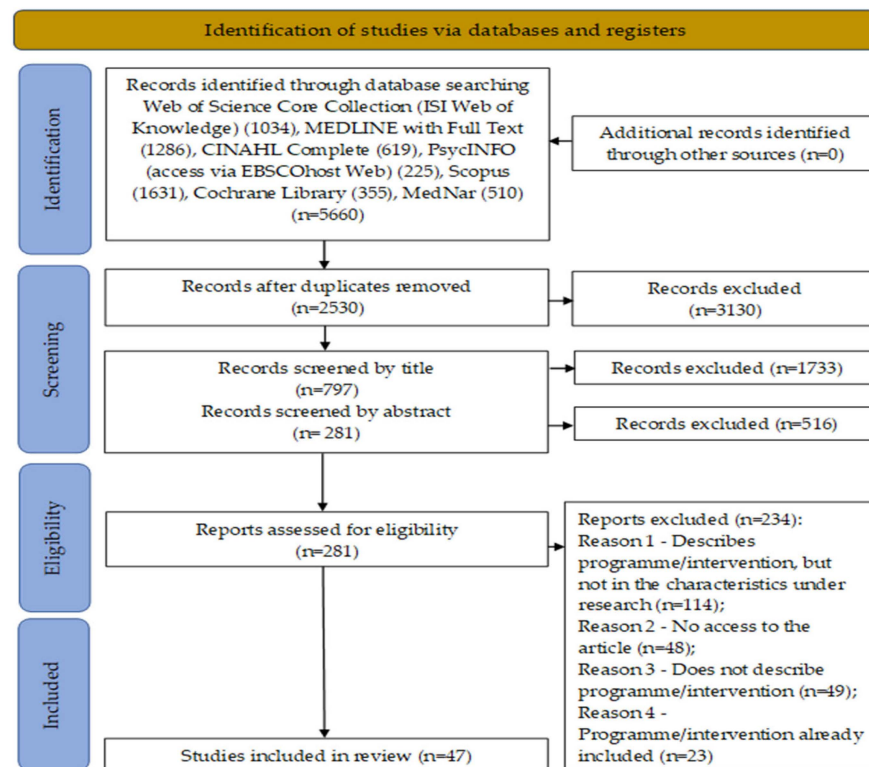 Identification of studies via databases and registers
Identification
Records identified through database searching
Web of Science Core Collection (ISI Web of
Knowledge) (1034), MEDLINE with Full Text
(1286), CINAHL Complete (619), PsycINFO
(access via EBSCOhost Web) (225), Scopus
(1631), Cochrane Library (355), MedNar (510)
(n=5660)
Additional records identified
through other sources (n=0)
Screening
Records after duplicates removed
(n=2530)
Records excluded
(n=3130)
Records screened by title
(n=797)
Records screened by abstract
(n= 281)
Records excluded (n=1733)
Records excluded (n=516)
Eligibility
Reports assessed for eligibility
(n=281)
Reports excluded (n=234):
Reason 1 - Describes
programme/intervention, but
not in the characteristics under
research (n=114);
Reason 2 - No access to the
article (n=48);
Reason 3 - Does not describe
programme/intervention (n=49);
Reason 4 -
Programme/intervention already
included (n=23)
Included
Studies included in review (n=47)